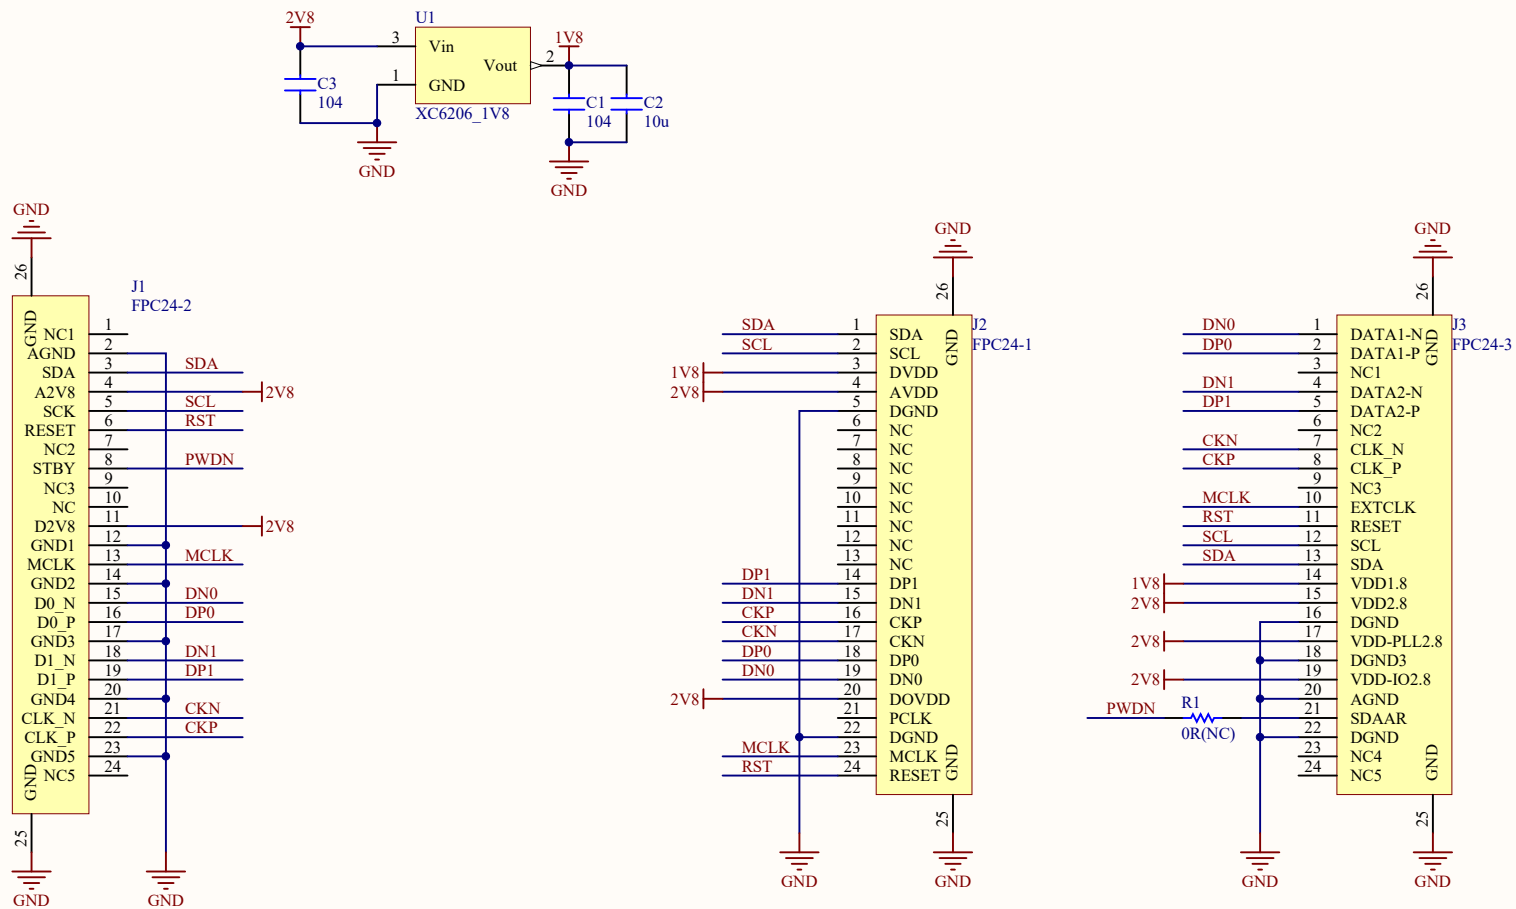 2V8
U1
3
Vin
1
GND
Vout
2
1V8
C3
104
XC6206_1V8
C1
104
C2
10u
GND
GND
GND
26
J1
FPC24-2
GND
NC1 1
AGND 2
SDA 3 SDA
A2V8 4 2V8
SCK 5 SCL
RESET 6 RST
NC2 7
STBY 8 PWDN
NC3 9
NC 10
D2V8 11 2V8
GND1 12
MCLK 13 MCLK
GND2 14
D0_N 15 DN0
D0_P 16 DP0
GND3 17
D1_N 18 DN1
D1_P 19 DP1
GND4 20
CLK_N 21 CKN
CLK_P 22 CKP
GND5 23
NC5 24
GND
25
GND
GND
GND
26
J2
FPC24-1
GND
SDA 1 SDA
SCL 2 SCL
1V8 3 DVDD
2V8 4 AVDD
5 DGND
6 NC
7 NC
8 NC
9 NC
10 NC
11 NC
12 NC
13 NC
DP1 14 DP1
DN1 15 DN1
CKP 16 CKP
CKN 17 CKN
DP0 18 DP0
DN0 19 DN0
2V8 20 DOVDD
21 PCLK
22 DGND
MCLK 23 MCLK
RST 24 RESET
GND
25
GND
GND
GND
26
J3
FPC24-3
GND
DN0 1 DATA1-N
DP0 2 DATA1-P
3 NC1
DN1 4 DATA2-N
DP1 5 DATA2-P
6 NC2
CKN 7 CLK_N
CKP 8 CLK_P
9 NC3
MCLK 10 EXTCLK
RST 11 RESET
SCL 12 SCL
SDA 13 SDA
1V8 14 VDD1.8
2V8 15 VDD2.8
16 DGND
2V8 17 VDD-PLL2.8
18 DGND3
2V8 19 VDD-IO2.8
20 AGND
PWDN R1 21 SDAAR
0R(NC) 22 DGND
23 NC4
24 NC5
GND
25
GND
GND